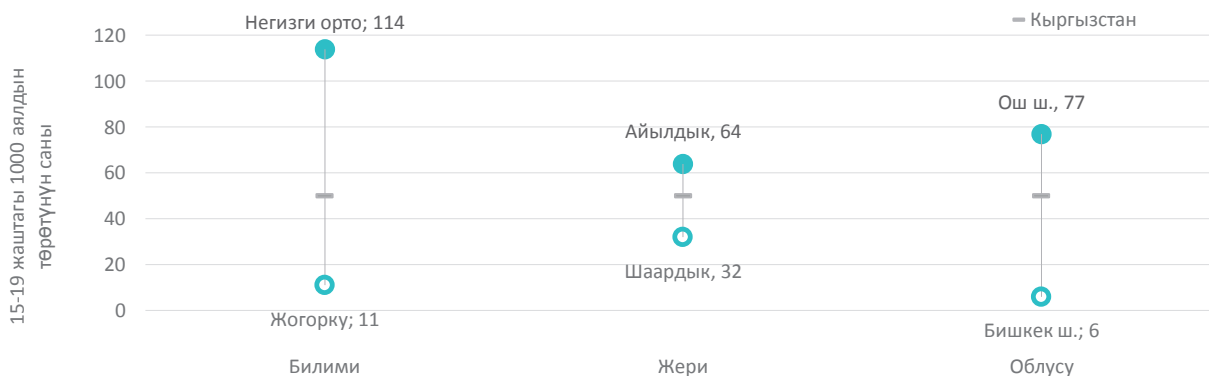 Негизги орто; 114
Кыргызстан
120
100
80
60
40
20
0
15-19 жаштагы 1000 аялдын
төрөтүнүн саны
Ош ш., 77
Айылдык, 64
Шаардык, 32
Жогорку; 11
Бишкек ш.; 6
Билими
Жери
Облусу